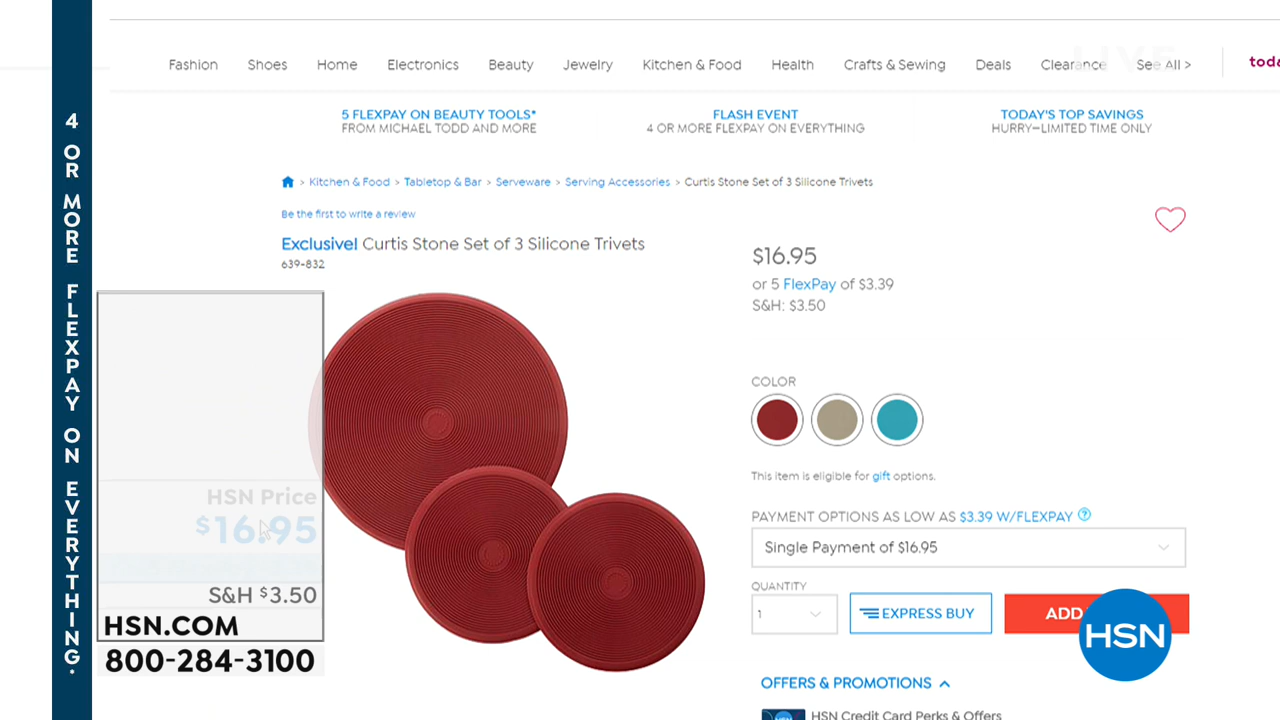 4 OR MORE FLEXPAY ON EVERYTHING.
LIVE
Fashion Shoes Home Electronics Beauty Jewelry Kitchen & Food Health Crafts & Sewing Deals Clearance See All >
5 FLEXPAY ON BEAUTY TOOLS*
FROM MICHAEL TODD AND MORE
FLASH EVENT
4 OR MORE FLEXPAY ON EVERYTHING
TODAY'S TOP SAVINGS
HURRY–LIMITED TIME ONLY
> Kitchen & Food > Tabletop & Bar > Serveware > Serving Accessories > Curtis Stone Set of 3 Silicone Trivets
Be the first to write a review
Exclusive! Curtis Stone Set of 3 Silicone Trivets
639-832
$16.95
or 5 FlexPay of $3.39
S&H: $3.50
COLOR
This item is eligible for gift options.
PAYMENT OPTIONS AS LOW AS $3.39 W/FLEXPAY ?
Single Payment of $16.95
QUANTITY
1
EXPRESS BUY
ADD
HSN
OFFERS & PROMOTIONS
HSN Credit Card Perks & Offers
HSN Price
$16.95
S&H $3.50
HSN.COM
800-284-3100